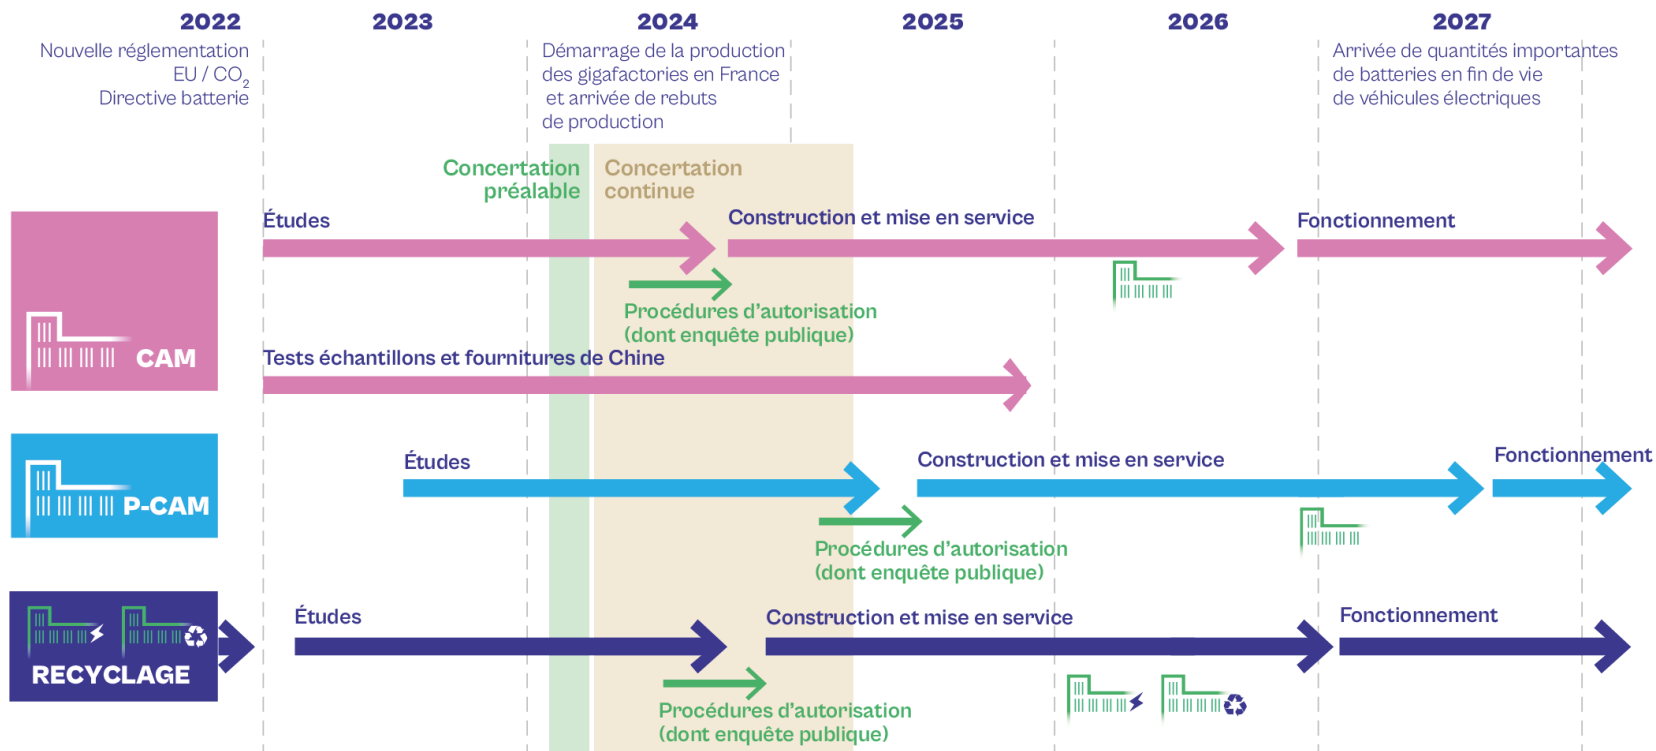 2022
2023
2024
2025
2026
2027
Nouvelle réglementation
EU / CO2
Directive batterie
Démarrage de la production
des gigafactories en France
et arrivée de rebuts
de production
Arrivée de quantités importantes
de batteries en fin de vie
de véhicules électriques
Concertation
préalable
Concertation
continue
Études
Construction et mise en service
Fonctionnement
Procédures d'autorisation
(dont enquête publique)
CAM
Tests échantillons et fournitures de Chine
Études
Construction et mise en service
Fonctionnement
P-CAM
Procédures d'autorisation
(dont enquête publique)
Études
Construction et mise en service
Fonctionnement
RECYCLAGE
Procédures d'autorisation
(dont enquête publique)